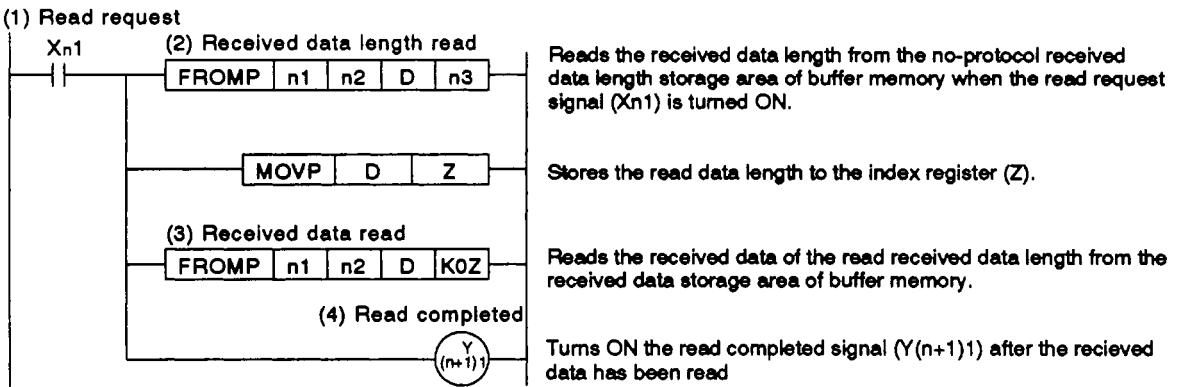 (1) Read request
Xn1
(2) Received data length read
FROMP n1 n2 D n3
Reads the received data length from the no-protocol received
data length storage area of buffer memory when the read request
signal (Xn1) is turned ON.
MOVP D Z
Stores the read data length to the index register (Z).
(3) Received data read
FROMP n1 n2 D K0Z
Reads the received data of the read received data length from the
received data storage area of buffer memory.
(4) Read completed
Y
(n+1)1
Turns ON the read completed signal (Y(n+1)1) after the recieved
data has been read